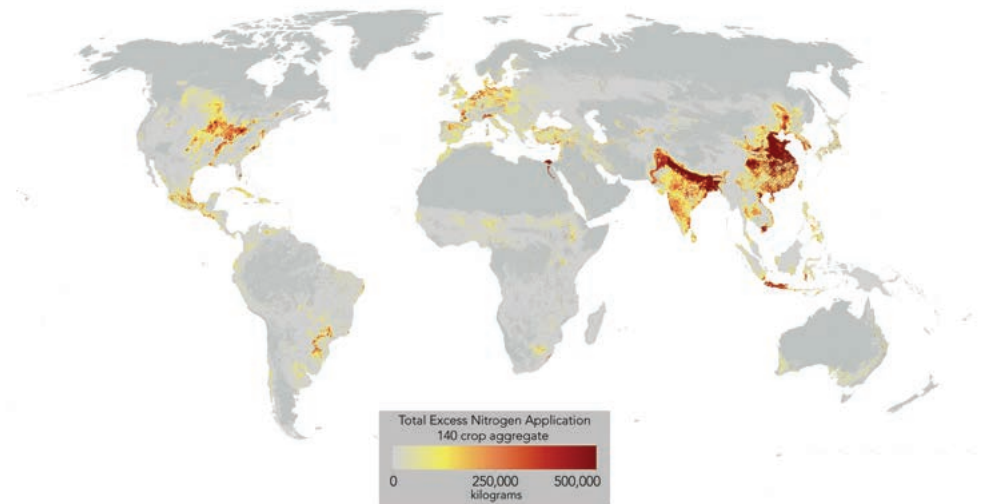 Total Excess Nitrogen Application
140 crop aggregate
0 250,000 500,000
kilograms